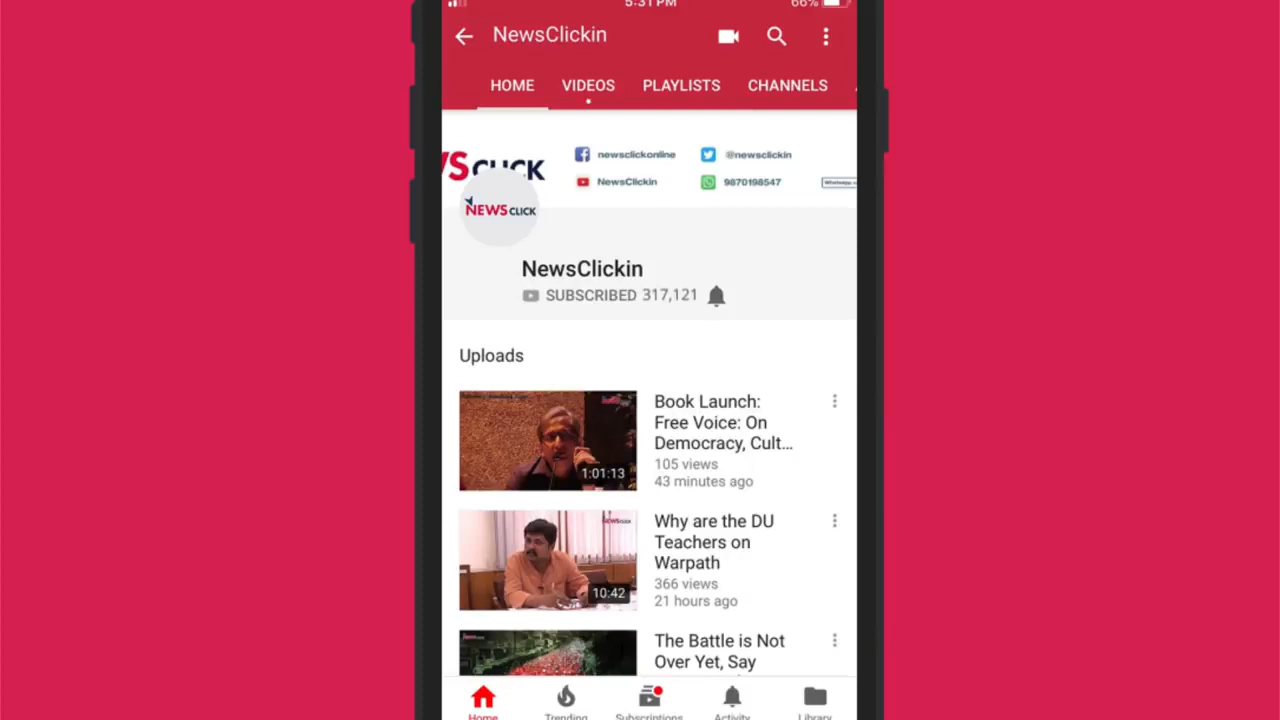 5:31 PM
66%
NewsClickin
HOME VIDEOS PLAYLISTS CHANNELS
newsclickonline @newsclickin
NewsClickin 9870198547
CLICK
NEWSCLICK
NewsClickin
SUBSCRIBED 317,121
Uploads
Book Launch:
Free Voice: On
Democracy, Cult...
105 views
43 minutes ago
1:01:13
Why are the DU
Teachers on
Warpath
366 views
21 hours ago
NEWSCLICK
10:42
The Battle is Not
Over Yet, Say
Home Trending Subscriptions Activity Library